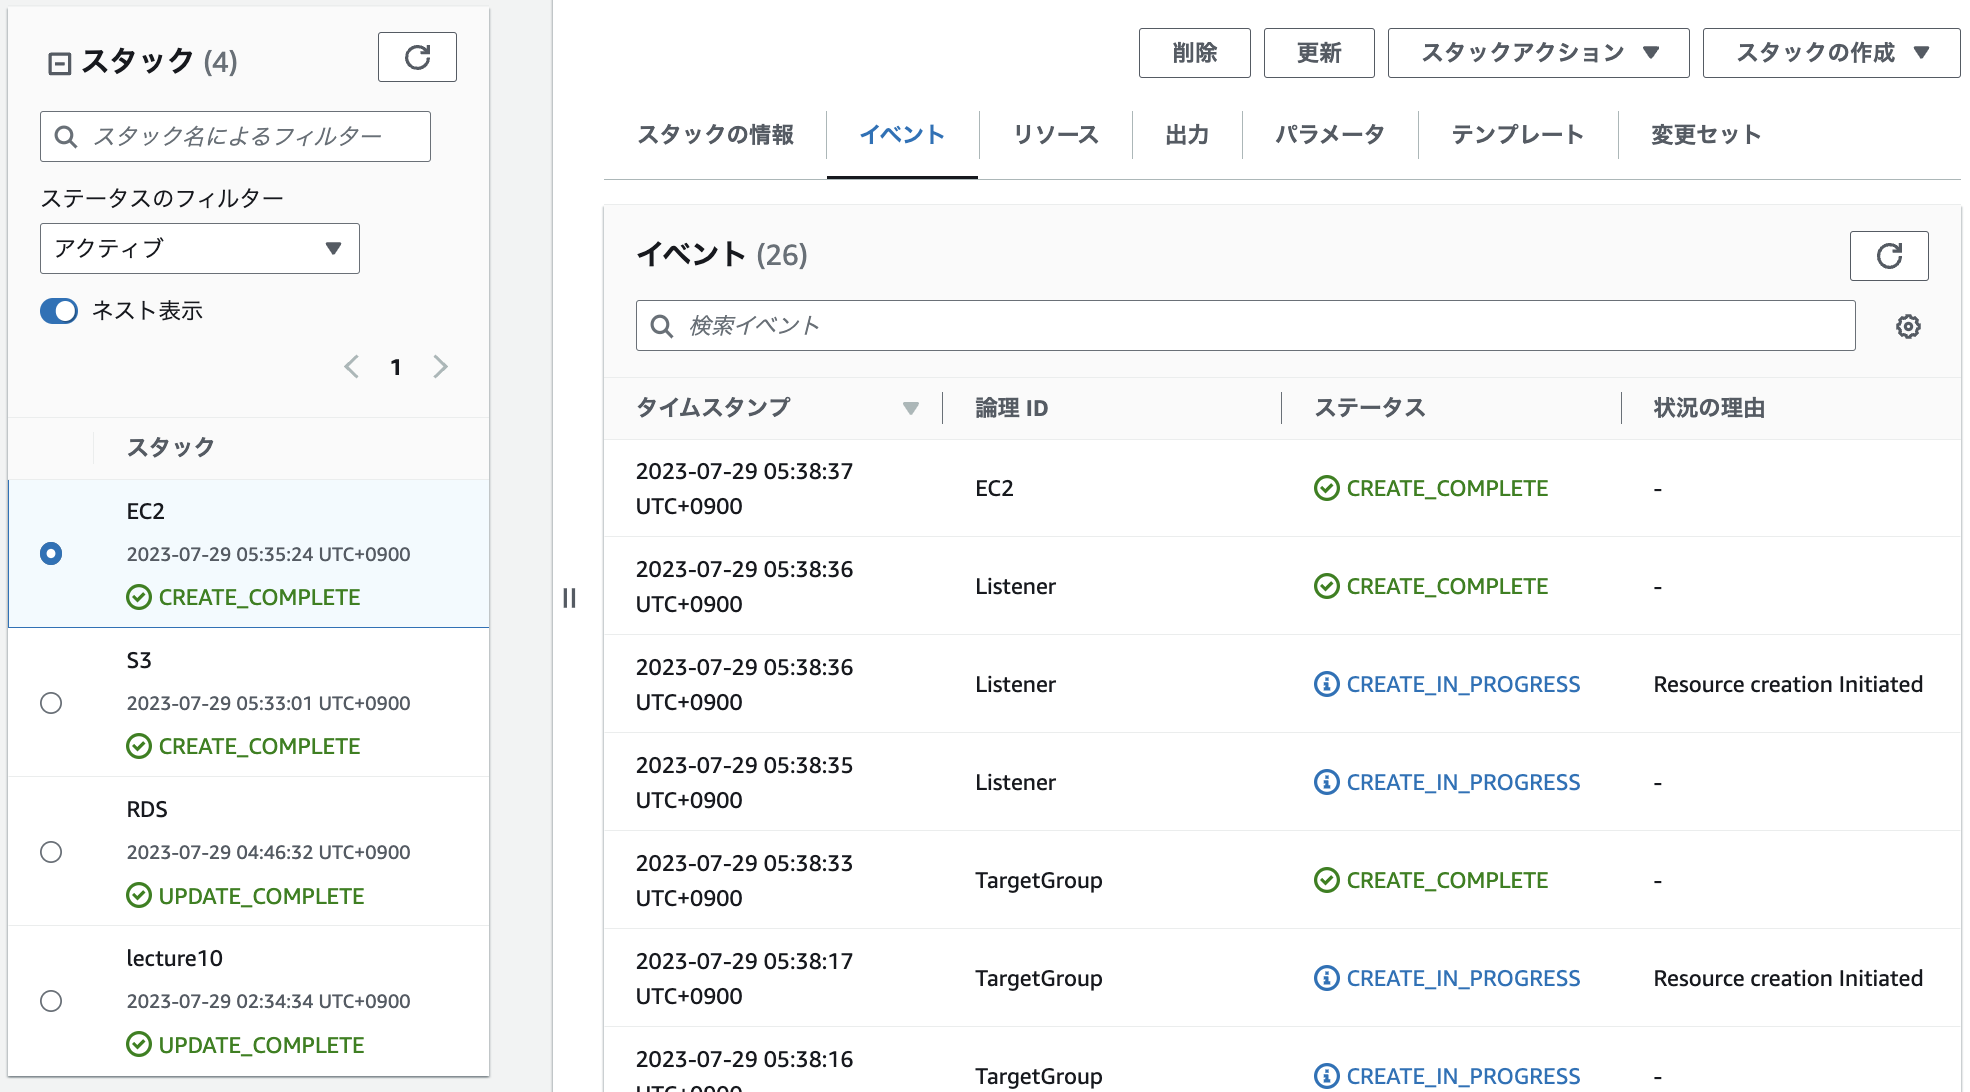 スタック (4)
スタック名によるフィルター
ステータスのフィルター
アクティブ
ネスト表示
1
スタック
EC2
2023-07-29 05:35:24 UTC+0900
CREATE_COMPLETE
S3
2023-07-29 05:33:01 UTC+0900
CREATE_COMPLETE
RDS
2023-07-29 04:46:32 UTC+0900
UPDATE_COMPLETE
lecture10
2023-07-29 02:34:34 UTC+0900
UPDATE_COMPLETE
削除 更新 スタックアクション スタックの作成
スタックの情報 イベント リソース 出力 パラメータ テンプレート 変更セット
イベント (26)
検索イベント
タイムスタンプ 論理 ID ステータス 状況の理由
2023-07-29 05:38:37
UTC+0900
EC2 CREATE_COMPLETE -
2023-07-29 05:38:36
UTC+0900
Listener CREATE_COMPLETE -
2023-07-29 05:38:36
UTC+0900
Listener CREATE_IN_PROGRESS Resource creation Initiated
2023-07-29 05:38:35
UTC+0900
Listener CREATE_IN_PROGRESS -
2023-07-29 05:38:33
UTC+0900
TargetGroup CREATE_COMPLETE -
2023-07-29 05:38:17
UTC+0900
TargetGroup CREATE_IN_PROGRESS Resource creation Initiated
2023-07-29 05:38:16
UTC+0900
TargetGroup CREATE_IN_PROGRESS -